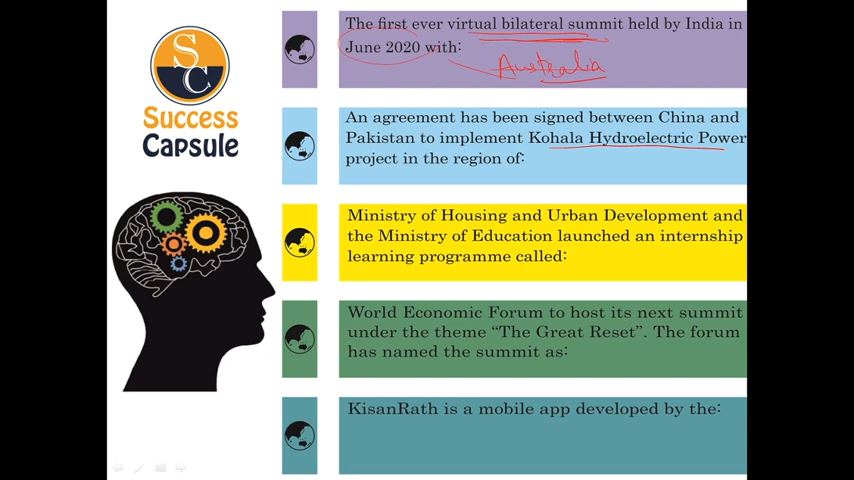 SC
Success
Capsule
The first ever virtual bilateral summit held by India in
June 2020 with:
Australia
An agreement has been signed between China and
Pakistan to implement Kohala Hydroelectric Power
project in the region of:
Ministry of Housing and Urban Development and
the Ministry of Education launched an internship
learning programme called:
World Economic Forum to host its next summit
under the theme “The Great Reset”. The forum
has named the summit as:
KisanRath is a mobile app developed by the: